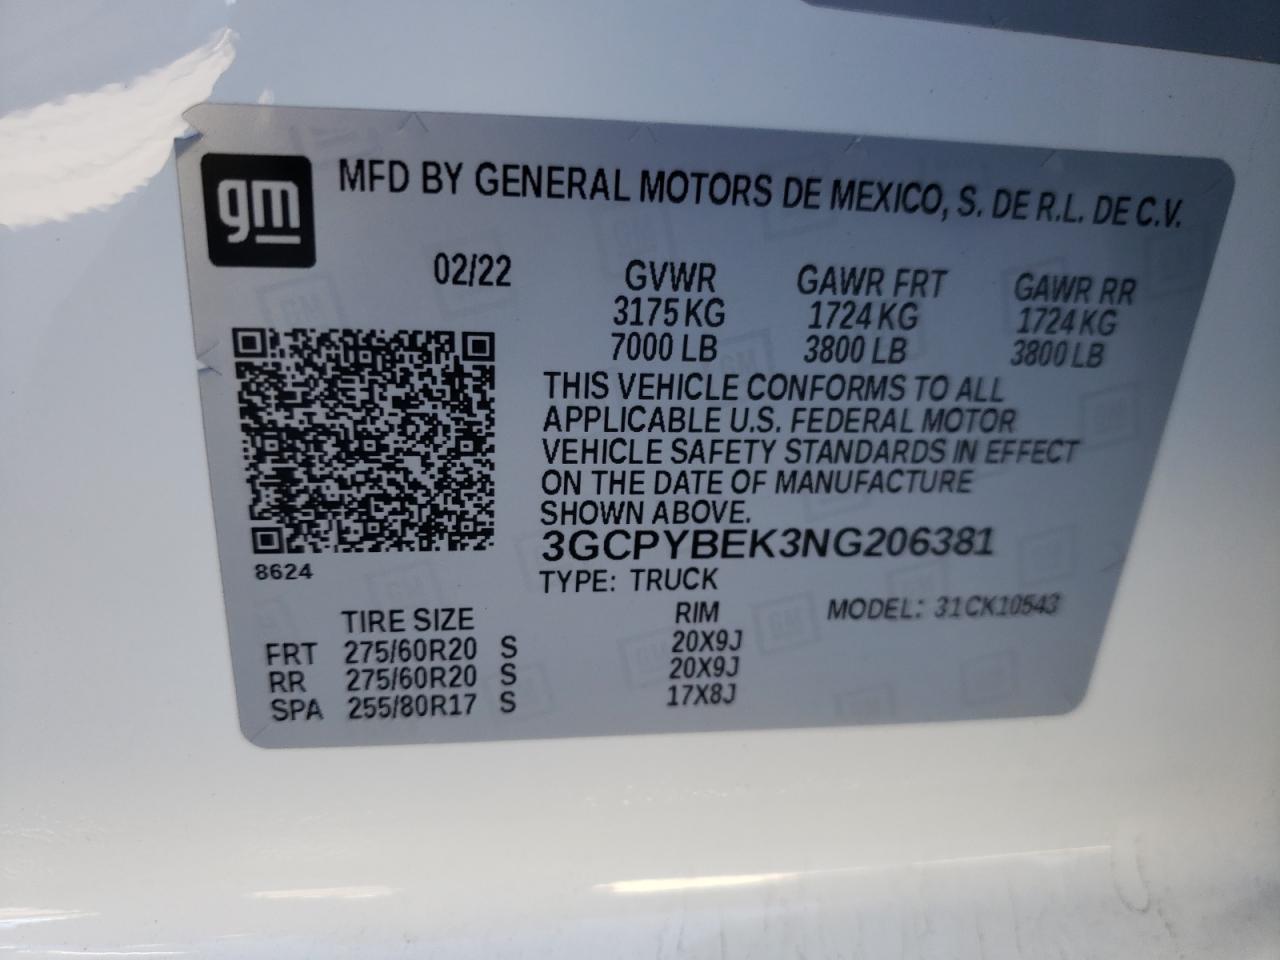 gm
MFD BY GENERAL MOTORS DE MEXICO, S. DE R.L. DE C.V.
02/22 GVWR GAWR FRT GAWR RR
3175 KG 1724 KG 1724 KG
7000 LB 3800 LB 3800 LB
THIS VEHICLE CONFORMS TO ALL
APPLICABLE U.S. FEDERAL MOTOR
VEHICLE SAFETY STANDARDS IN EFFECT
ON THE DATE OF MANUFACTURE
SHOWN ABOVE.
3GCPYBEK3NG206381
8624
TYPE: TRUCK
TIRE SIZE RIM MODEL: 31CK10543
FRT 275/60R20 S 20X9J
RR 275/60R20 S 20X9J
SPA 255/80R17 S 17X8J